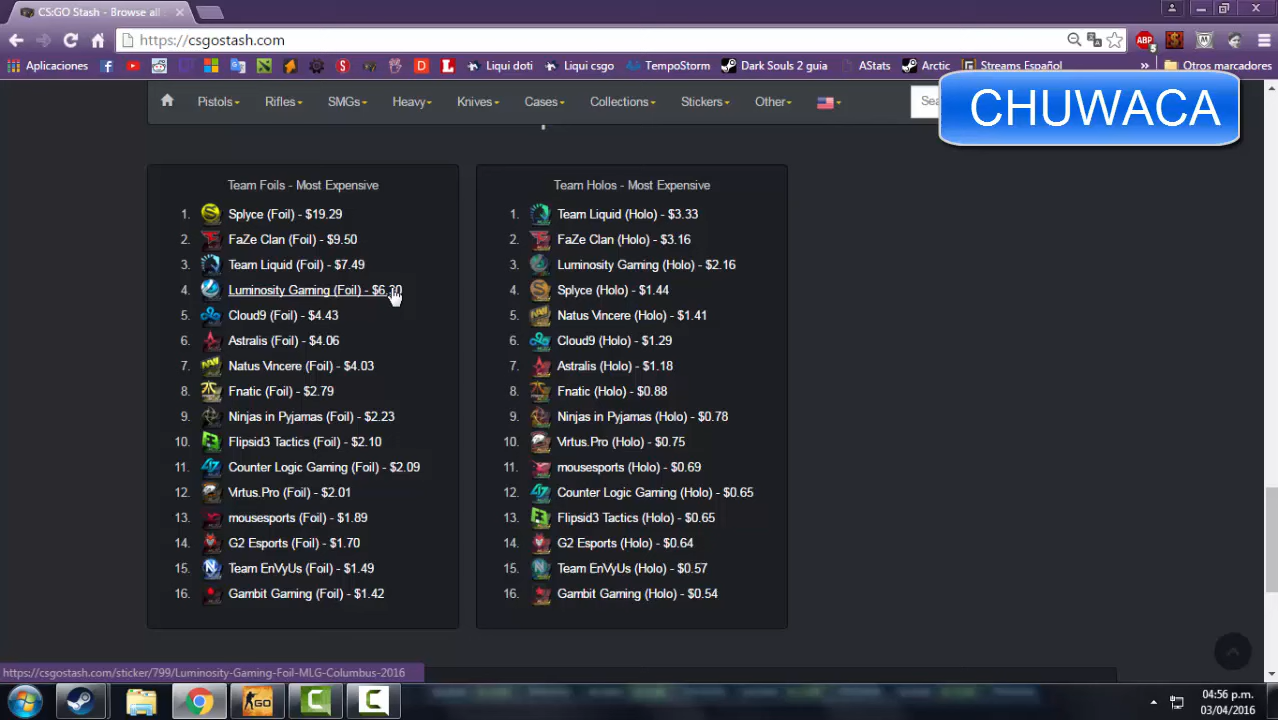 CS:GO Stash - Browse all
https://csgostash.com
Aplicaciones
Liqui doti
Liqui csgo
TempoStorm
Dark Souls 2 guia
AStats
Arctic
Streams Español
»
Otros marcadores
Pistols
Rifles
SMGs
Heavy
Knives
Cases
Collections
Stickers
Other
Sea
CHUWACA
Team Foils - Most Expensive
1. Splyce (Foil) - $19.29
2. FaZe Clan (Foil) - $9.50
3. Team Liquid (Foil) - $7.49
4. Luminosity Gaming (Foil) -
5. Cloud9 (Foil) - $4.43
6. Astralis (Foil) - $4.06
7. Natus Vincere (Foil) - $4.03
8. Fnatic (Foil) - $2.79
9. Ninjas in Pyjamas (Foil) - $2.23
10. Flipsid3 Tactics (Foil) - $2.10
11. Counter Logic Gaming (Foil) - $2.09
12. Virtus.Pro (Foil) - $2.01
13. mousesports (Foil) - $1.89
14. G2 Esports (Foil) - $1.70
15. Team EnVyUs (Foil) - $1.49
16. Gambit Gaming (Foil) - $1.42
Team Holos - Most Expensive
1. Team Liquid (Holo) - $3.33
2. FaZe Clan (Holo) - $3.16
3. Luminosity Gaming (Holo) - $2.16
4. Splyce (Holo) - $1.44
5. Natus Vincere (Holo) - $1.41
6. Cloud9 (Holo) - $1.29
7. Astralis (Holo) - $1.18
8. Fnatic (Holo) - $0.88
9. Ninjas in Pyjamas (Holo) - $0.78
10. Virtus.Pro (Holo) - $0.75
11. mousesports (Holo) - $0.69
12. Counter Logic Gaming (Holo) - $0.65
13. Flipsid3 Tactics (Holo) - $0.65
14. G2 Esports (Holo) - $0.64
15. Team EnVyUs (Holo) - $0.57
16. Gambit Gaming (Holo) - $0.54
https://csgostash.com/sticker/799/Luminosity-Gaming-Foil-MLG-Columbus-2016
04:56 p.m.
03/04/2016